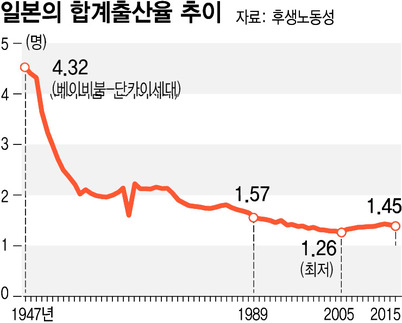 일본의 합계출산율 추이 자료: 후생노동성
5 (명)
4.32
(베이비붐-단카이세대)
4
3
2
1.57
1.45
1
1.26
(최저)
0
1947년 1989 2005 2015